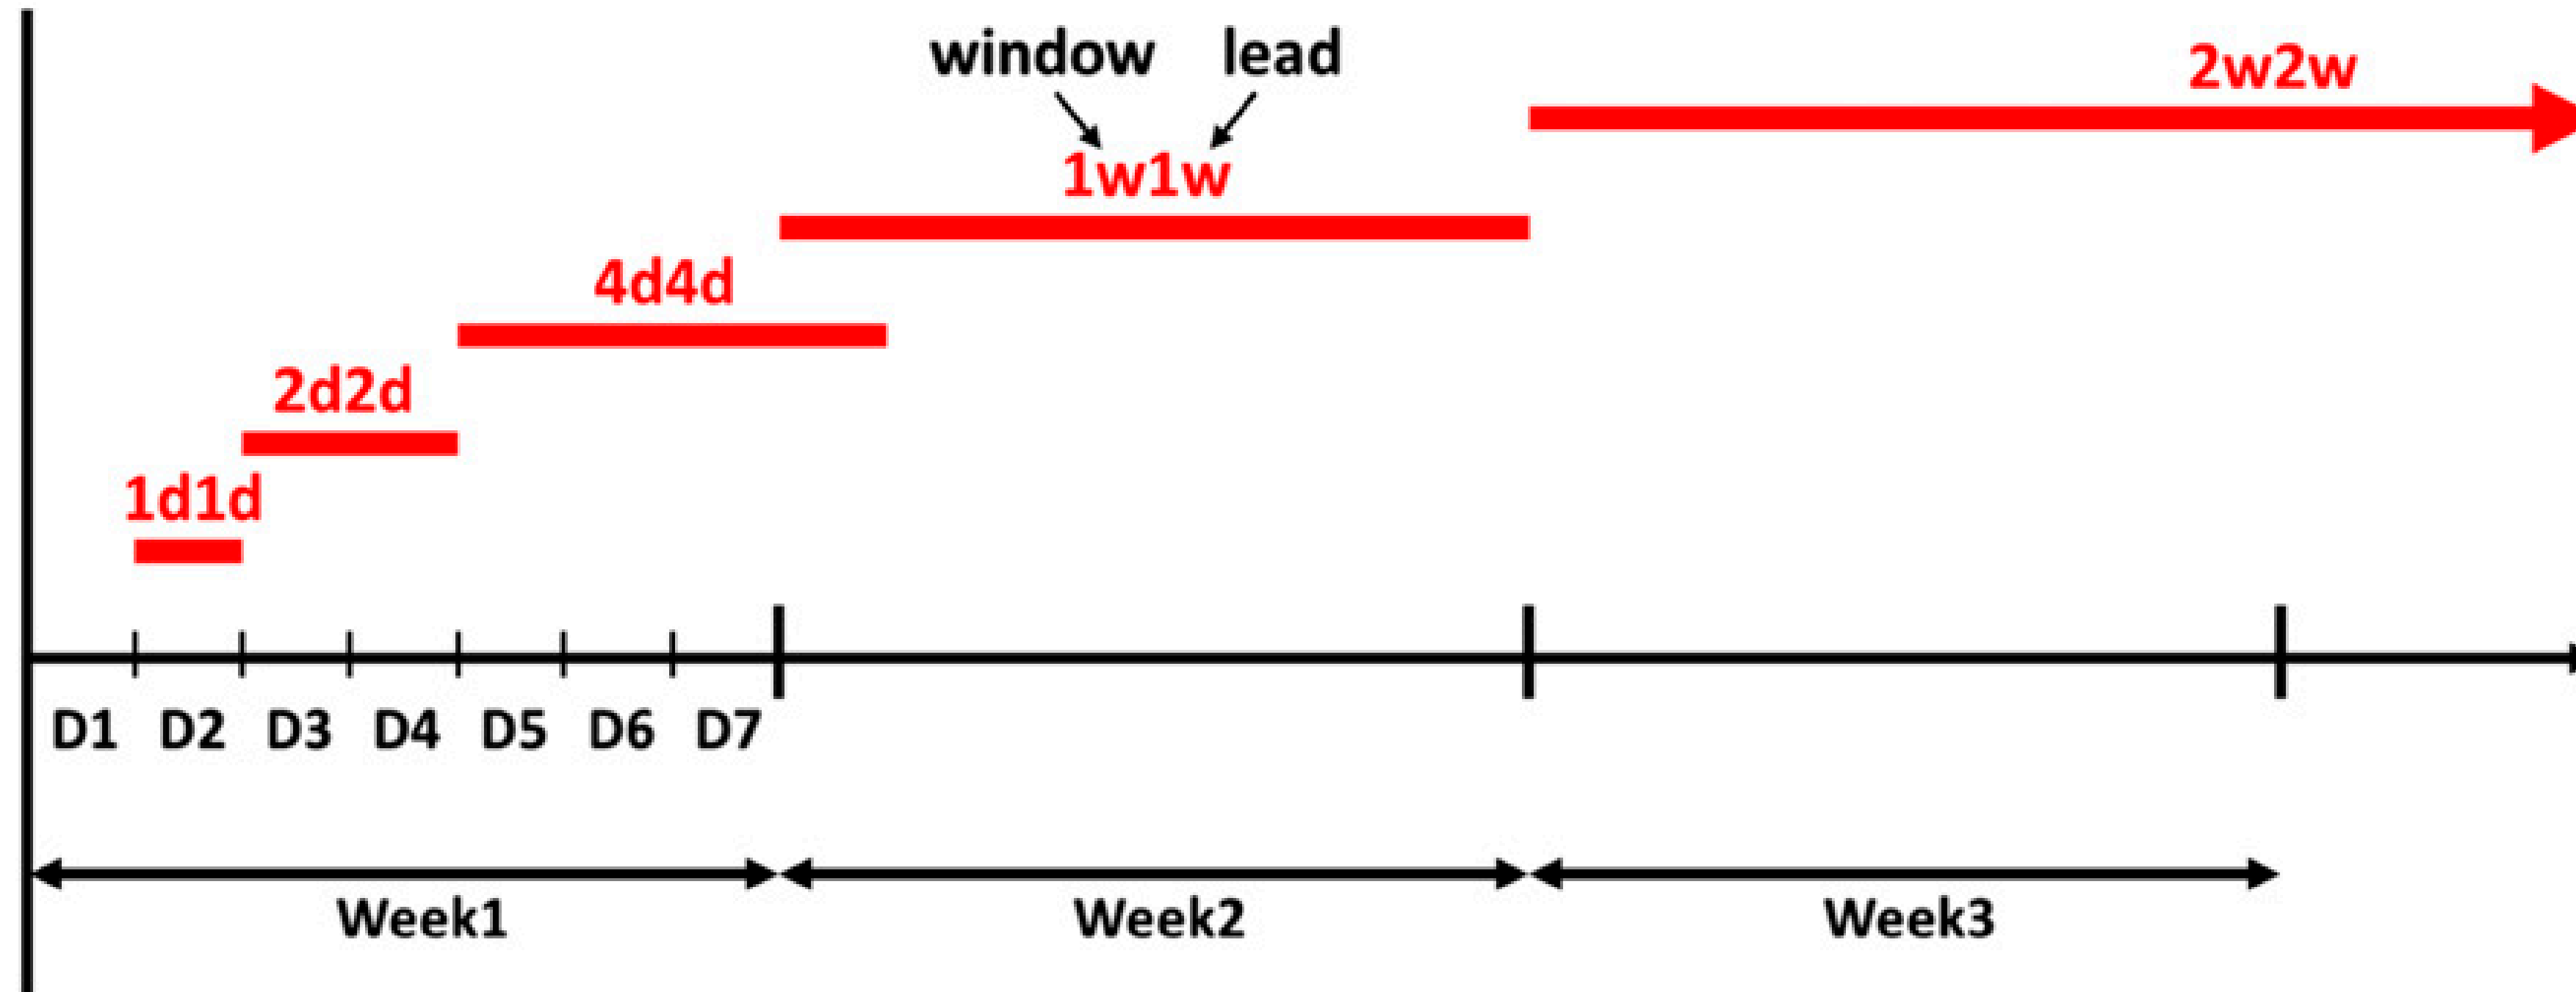 window lead
2w2w
1w1w
4d4d
2d2d
1d1d
D1 D2 D3 D4 D5 D6 D7
Week1 Week2 Week3